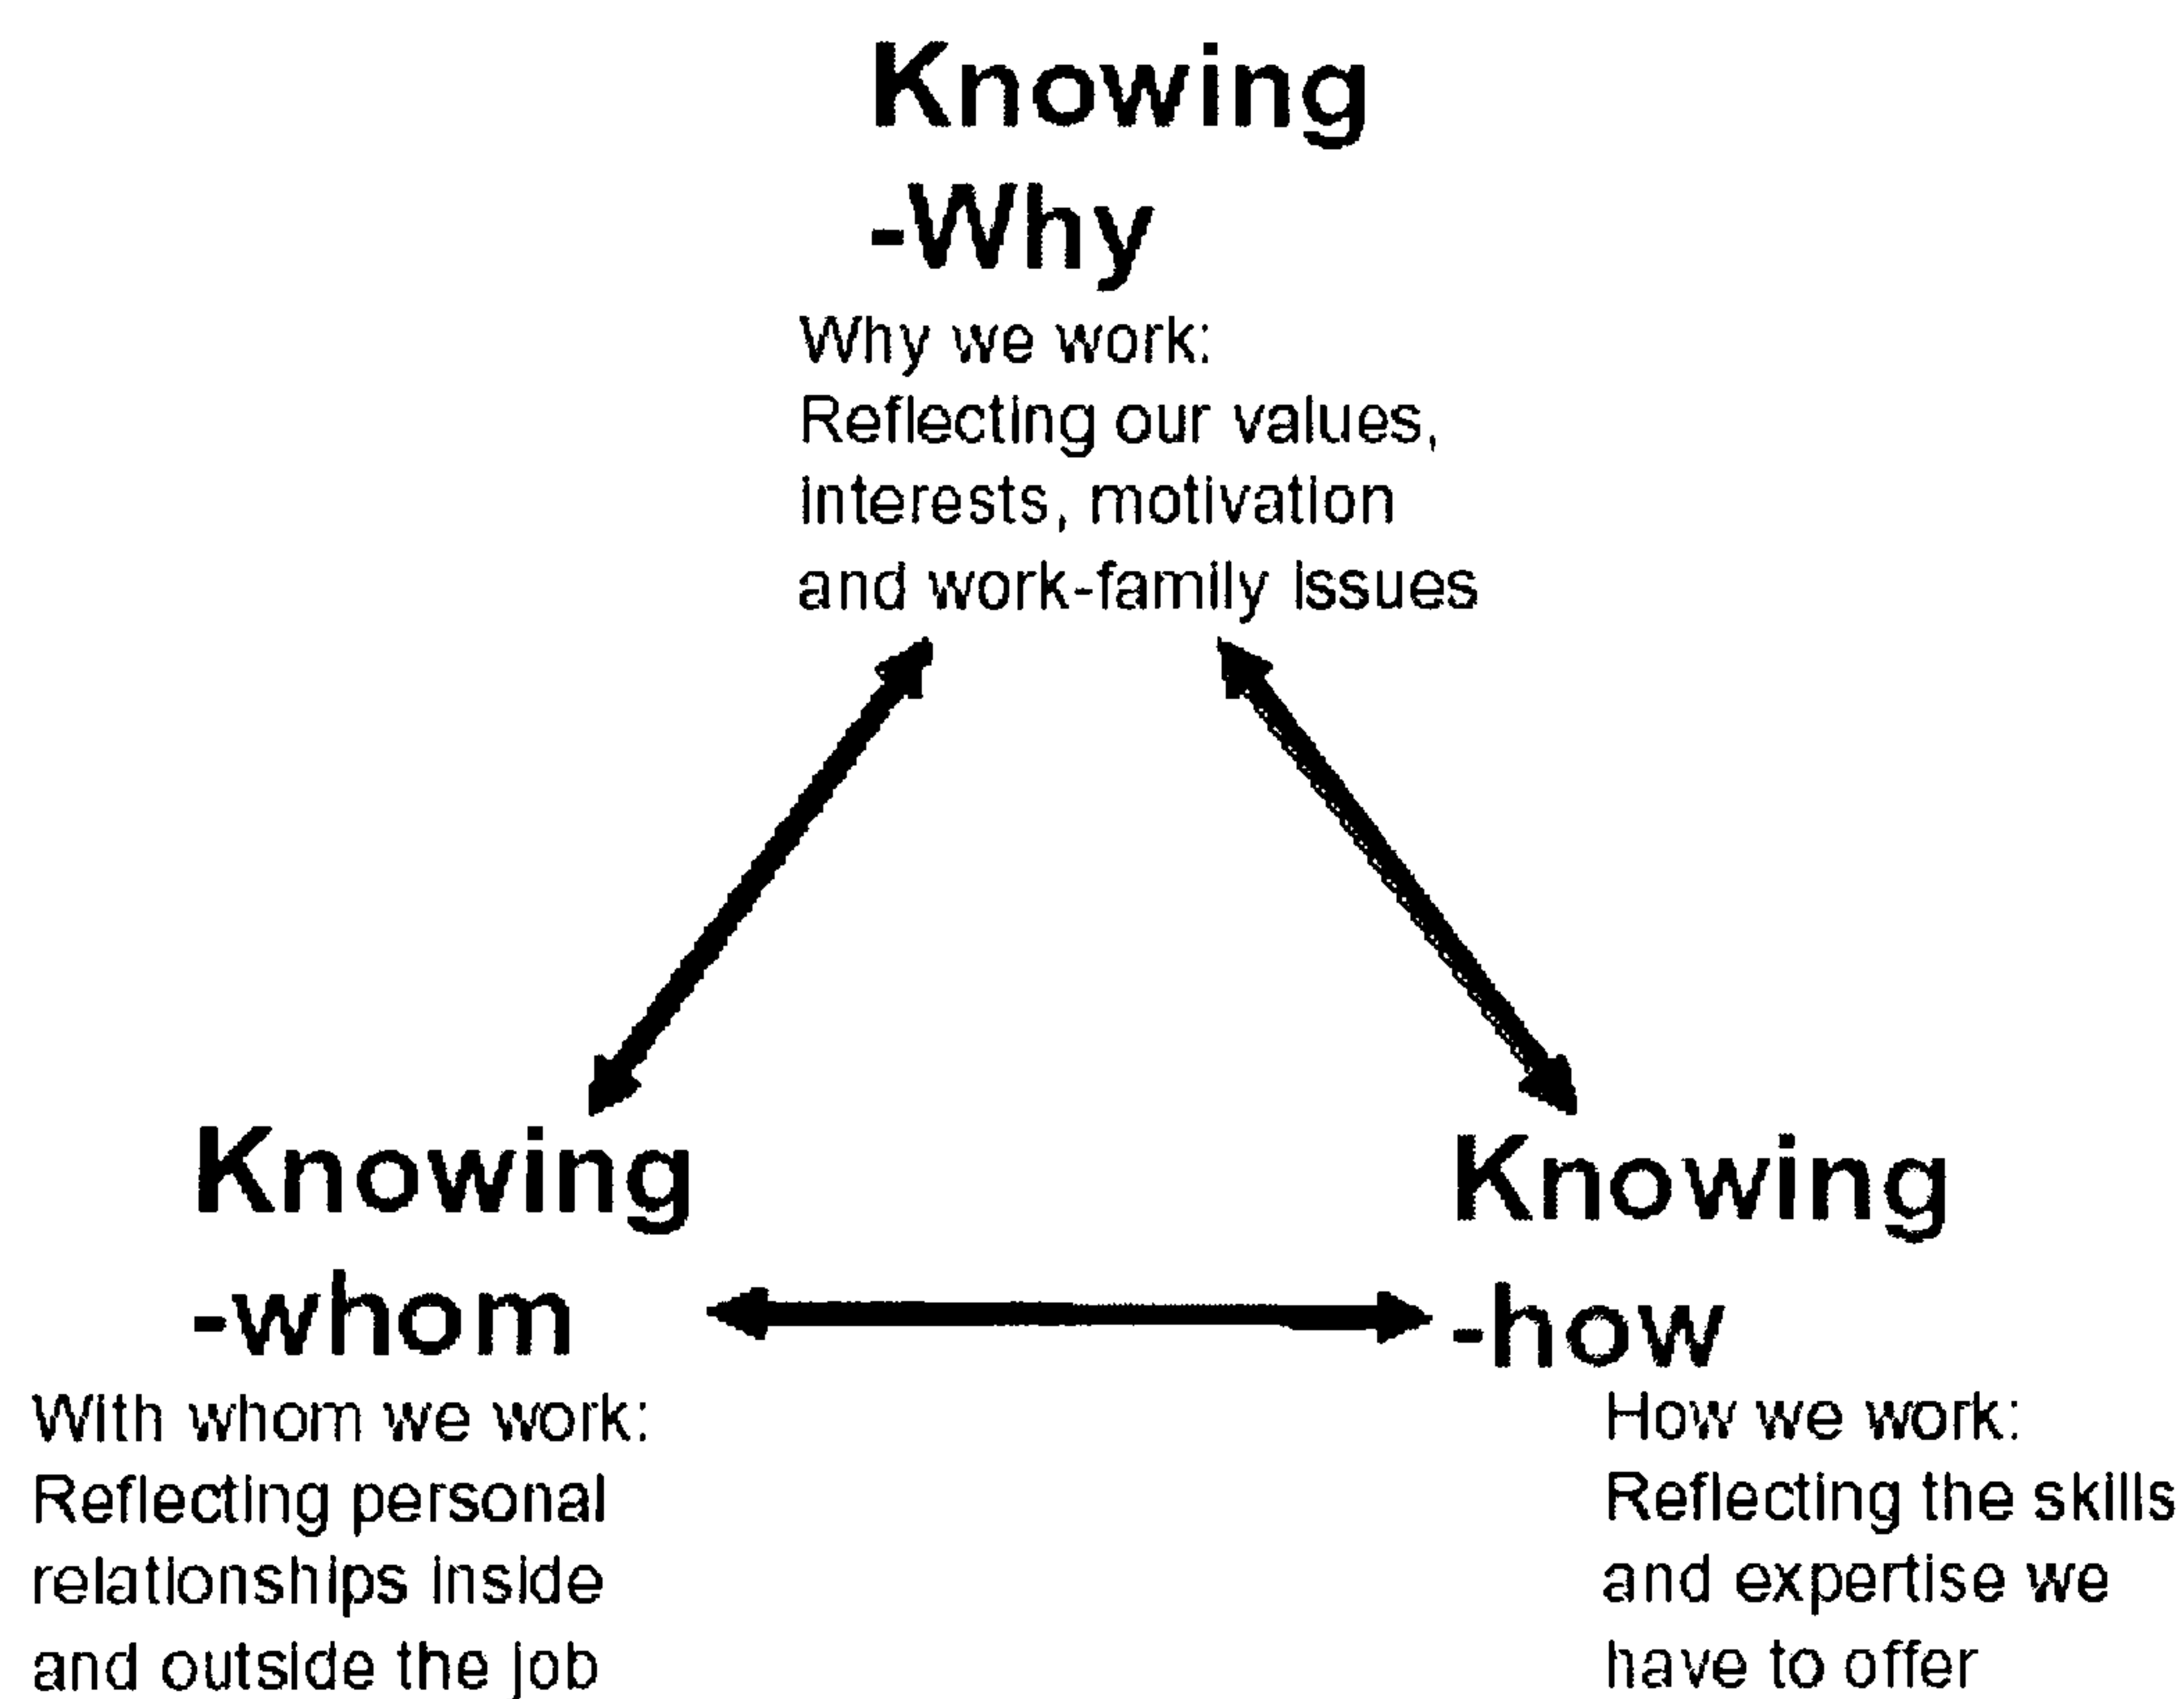 Knowing
-Why
Why we work:
Reflecting our values,
interests, motivation
and work-family issues
Knowing
-whom
With whom we work:
Reflecting personal
relationships inside
and outside the job
Knowing
-how
How we work:
Reflecting the skills
and expertise we
have to offer